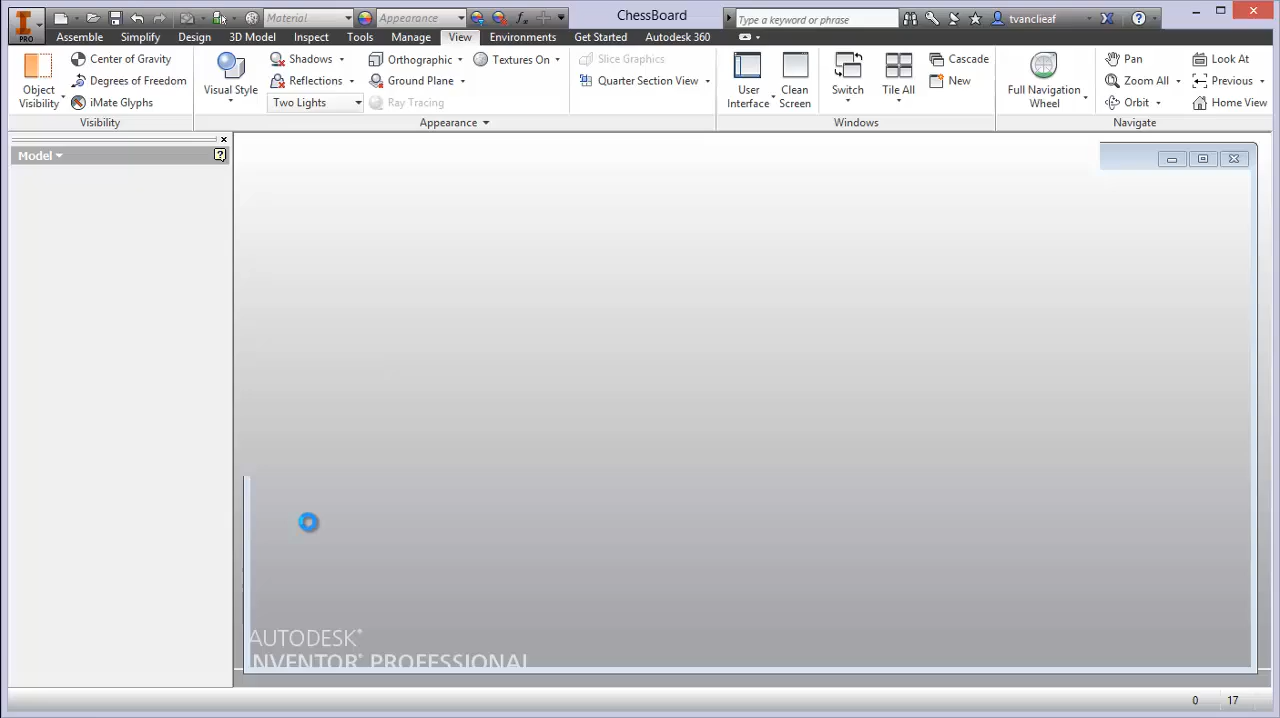 Material
Appearance
ChessBoard
Type a keyword or phrase
tvanclieaf
PRO
Assemble
Simplify
Design
3D Model
Inspect
Tools
Manage
View
Environments
Get Started
Autodesk 360
Object
Visibility
Center of Gravity
Degrees of Freedom
iMate Glyphs
Visibility
Visual Style
Shadows
Reflections
Two Lights
Orthographic
Ground Plane
Ray Tracing
Textures On
Appearance
Slice Graphics
Quarter Section View
User
Interface
Clean
Screen
Switch
Tile All
Cascade
New
Windows
Full Navigation
Wheel
Pan
Zoom All
Orbit
Look At
Previous
Home View
Navigate
Model
AUTODESK®
INVENTOR® PROFESSIONAL
0
17